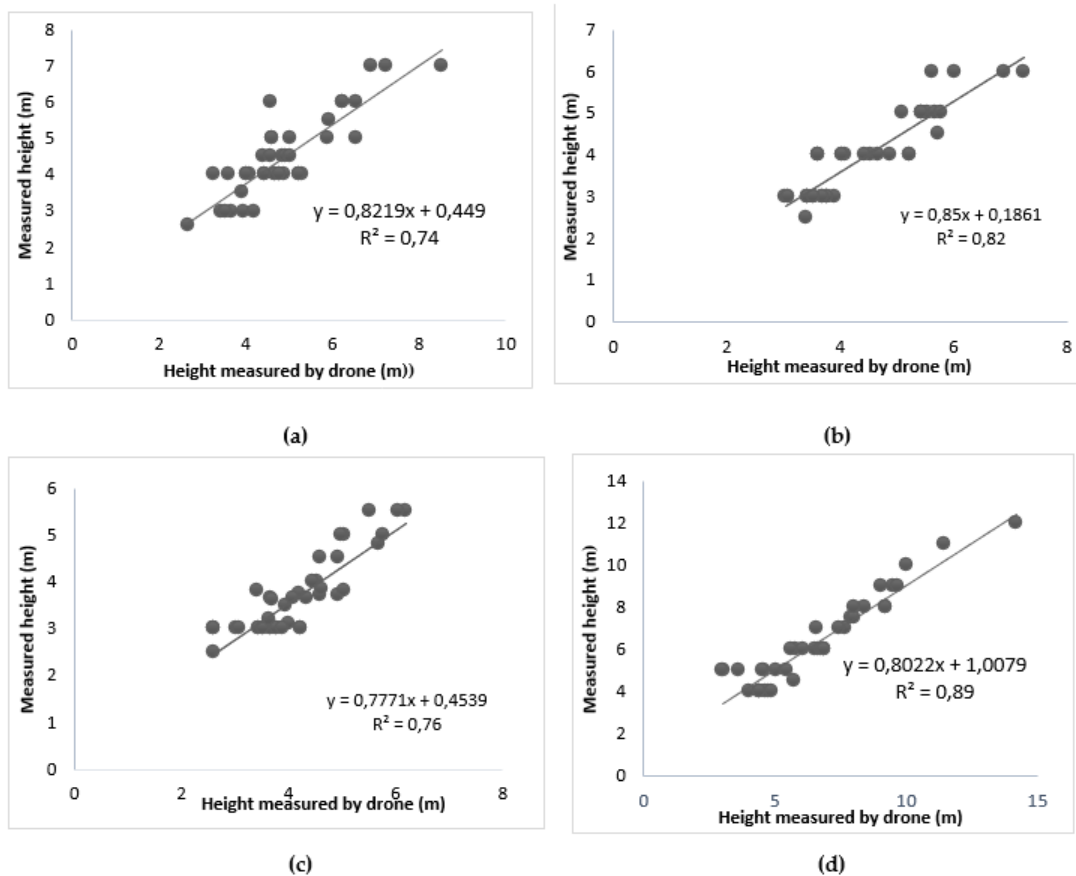 8
7
6
5
4
3
2
1
0
Measured height (m)
y = 0,8219x + 0,449
R² = 0,74
0 2 4 6 8 10
Height measured by drone (m))
(a)
7
6
5
4
3
2
1
0
Measured height (m)
y = 0,85x + 0,1861
R² = 0,82
0 2 4 6 8
Height measured by drone (m)
(b)
6
5
4
3
2
1
0
Measured height (m)
y = 0,7771x + 0,4539
R² = 0,76
0 2 4 6 8
Height measured by drone (m)
(c)
14
12
10
8
6
4
2
0
Measured height (m)
y = 0,8022x + 1,0079
R² = 0,89
0 5 10 15
Height measured by drone (m)
(d)